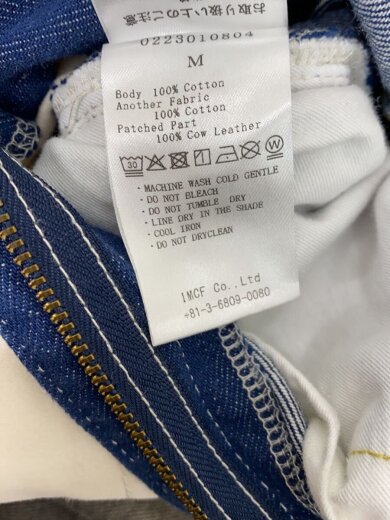 お取り扱い上のご注意
0223010804
M
Body 100% Cotton
Another Fabric
100% Cotton
Patched Part
100% Cow Leather
30
W
・MACHINE WASH COLD GENTLE
・DO NOT BLEACH
・DO NOT TUMBLE DRY
・LINE DRY IN THE SHADE
・COOL IRON
・DO NOT DRYCLEAN
IMCF Co., Ltd
+81-3-6809-0080